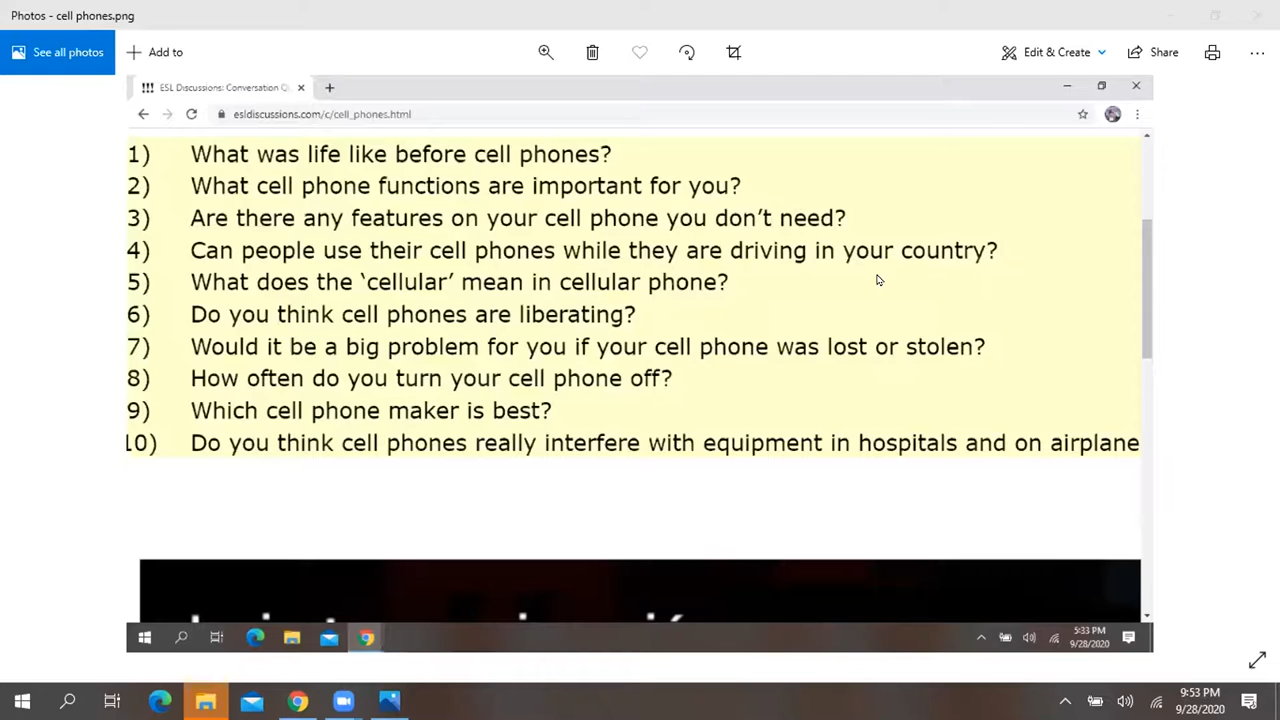 Photos - cell phones.png
See all photos
Add to
Edit & Create
Share
ESL Discussions: Conversation Q
esldiscussions.com/c/cell_phones.html
1) What was life like before cell phones?
2) What cell phone functions are important for you?
3) Are there any features on your cell phone you don’t need?
4) Can people use their cell phones while they are driving in your country?
5) What does the ‘cellular’ mean in cellular phone?
6) Do you think cell phones are liberating?
7) Would it be a big problem for you if your cell phone was lost or stolen?
8) How often do you turn your cell phone off?
9) Which cell phone maker is best?
10) Do you think cell phones really interfere with equipment in hospitals and on airplane
5:33 PM
9/28/2020
9:53 PM
9/28/2020